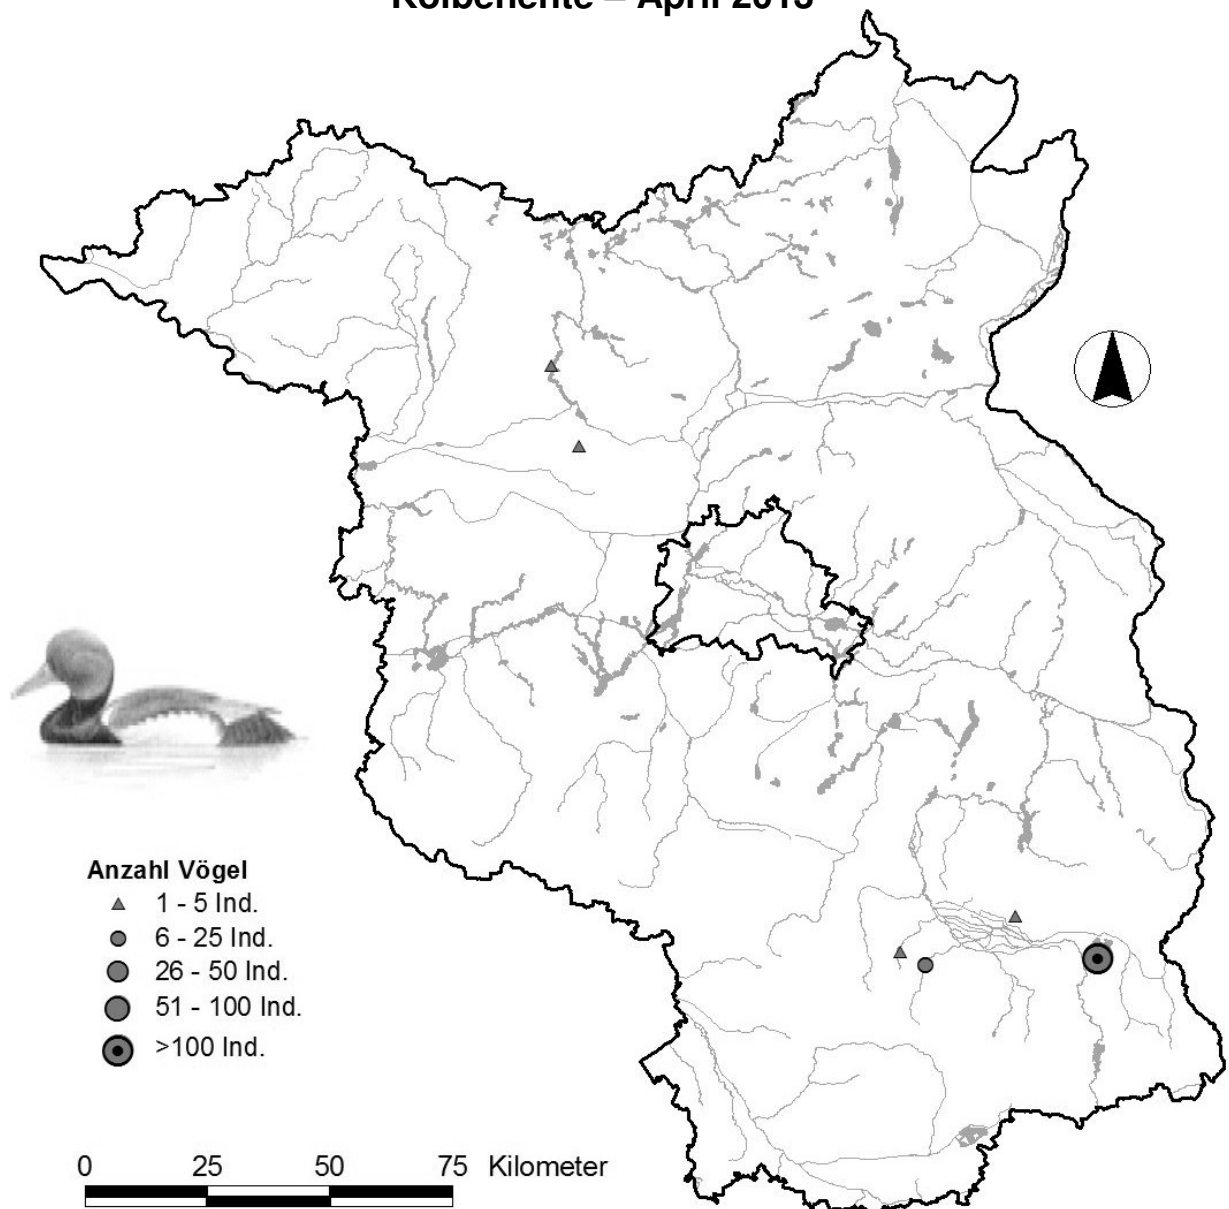 Kolbenente – April 2013
Anzahl Vögel
1 - 5 Ind.
6 - 25 Ind.
26 - 50 Ind.
51 - 100 Ind.
>100 Ind.
0 25 50 75 Kilometer